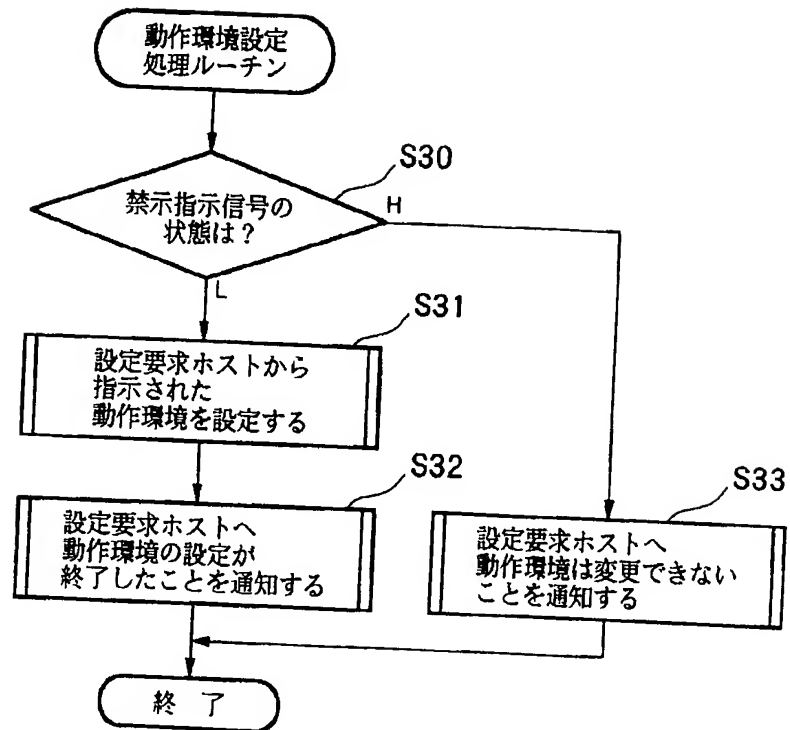 動作環境設定
処理ルーチン
S30
禁示指示信号の
状態は？
H
L
S31
設定要求ホストから
指示された
動作環境を設定する
S32
設定要求ホストへ
動作環境の設定が
終了したことを通知する
S33
設定要求ホストへ
動作環境は変更できない
ことを通知する
終 了